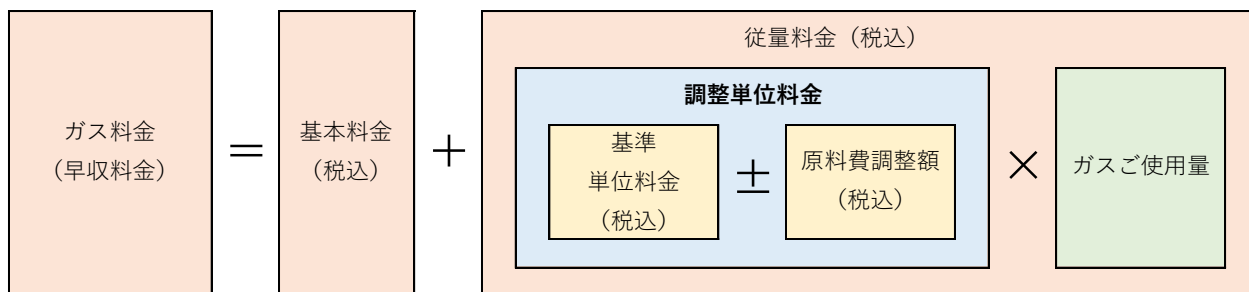 ガス料金
(早収料金)
＝
基本料金
(税込)
＋
従量料金(税込)
調整単位料金
基準
単位料金
(税込)
±
原料費調整額
(税込)
×
ガスご使用量